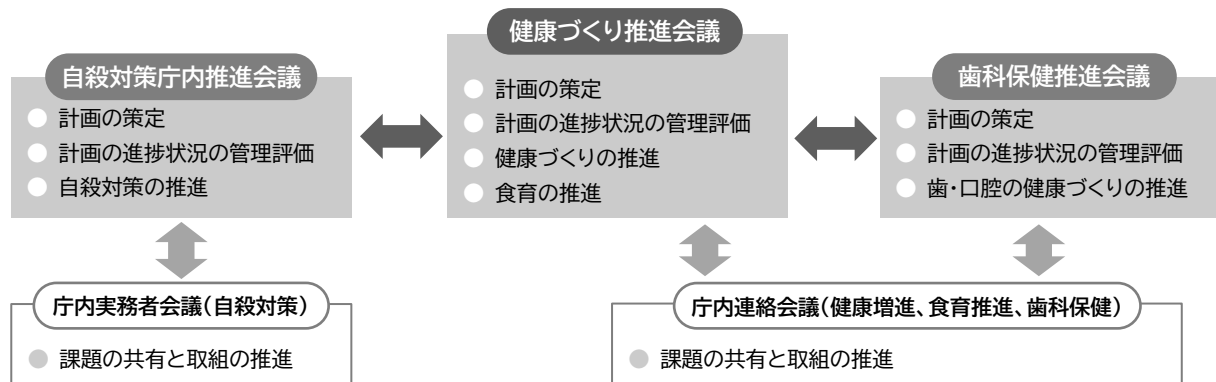 健康づくり推進会議
計画の策定
計画の進捗状況の管理評価
健康づくりの推進
食育の推進
自殺対策庁内推進会議
計画の策定
計画の進捗状況の管理評価
自殺対策の推進
歯科保健推進会議
計画の策定
計画の進捗状況の管理評価
歯・口腔の健康づくりの推進
庁内実務者会議(自殺対策)
課題の共有と取組の推進
庁内連絡会議(健康増進、食育推進、歯科保健)
課題の共有と取組の推進